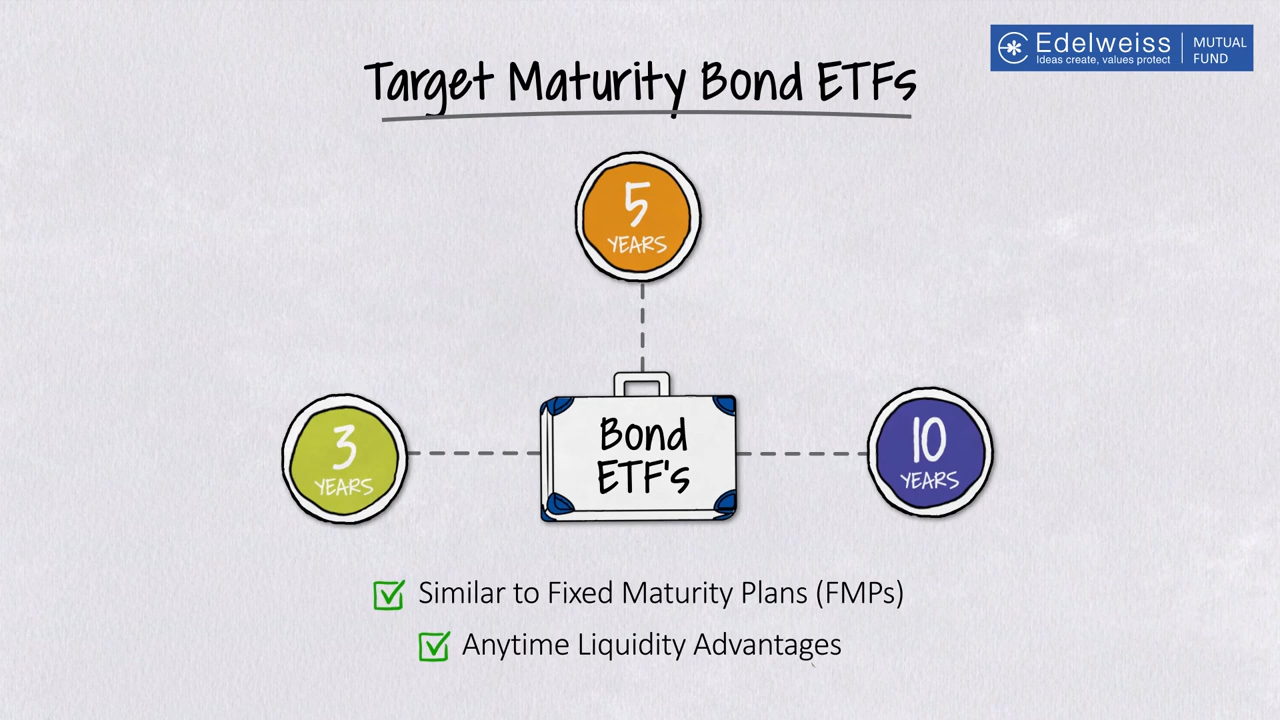 Edelweiss
Ideas create, values protect
MUTUAL
FUND
Target Maturity Bond ETFs
5
YEARS
3
YEARS
Bond
ETF's
10
YEARS
Similar to Fixed Maturity Plans (FMPs)
Anytime Liquidity Advantages